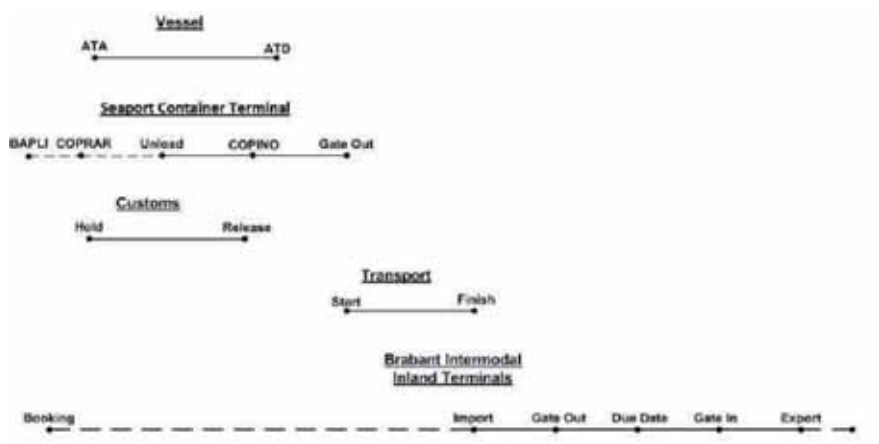 Vessel
ATA ATD
Seaport Container Terminal
BAPLI COPRAR Unload COPINO Gate Out
Customs
Hold Release
Transport
Start Finish
Brabant Intermodal
Inland Terminals
Booking Import Gate Out Due Date Gate In Export